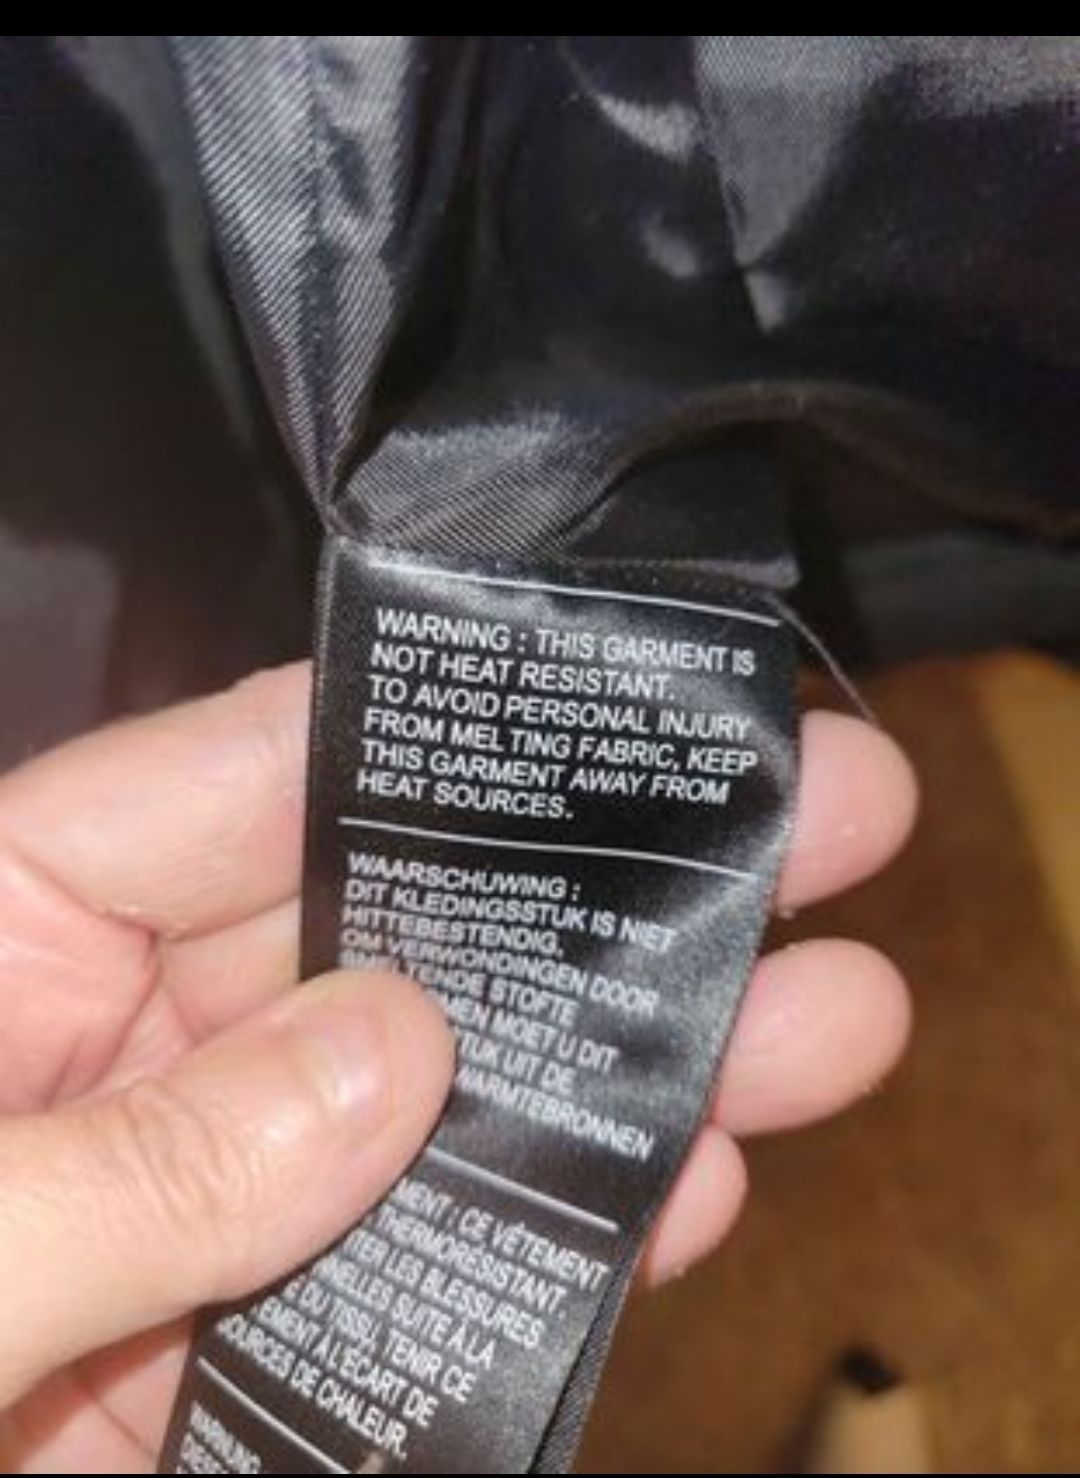 WARNING : THIS GARMENT IS
NOT HEAT RESISTANT.
TO AVOID PERSONAL INJURY
FROM MELTING FABRIC, KEEP
THIS GARMENT AWAY FROM
HEAT SOURCES.
WAARSCHUWING :
DIT KLEDINGSSTUK IS NIET
HITTEBESTENDIG.
OM VERWONDINGEN DOOR
STOFTE
MOET U DIT
UIT DE
WARMTEBRONNEN
: CE VÊTEMENT
THERMORÉSISTANT.
LES BLESSURES
SUITE À LA
DU TISSU, TENIR CE
À L'ÉCART DE
SOURCES DE CHALEUR.
WARNUNG